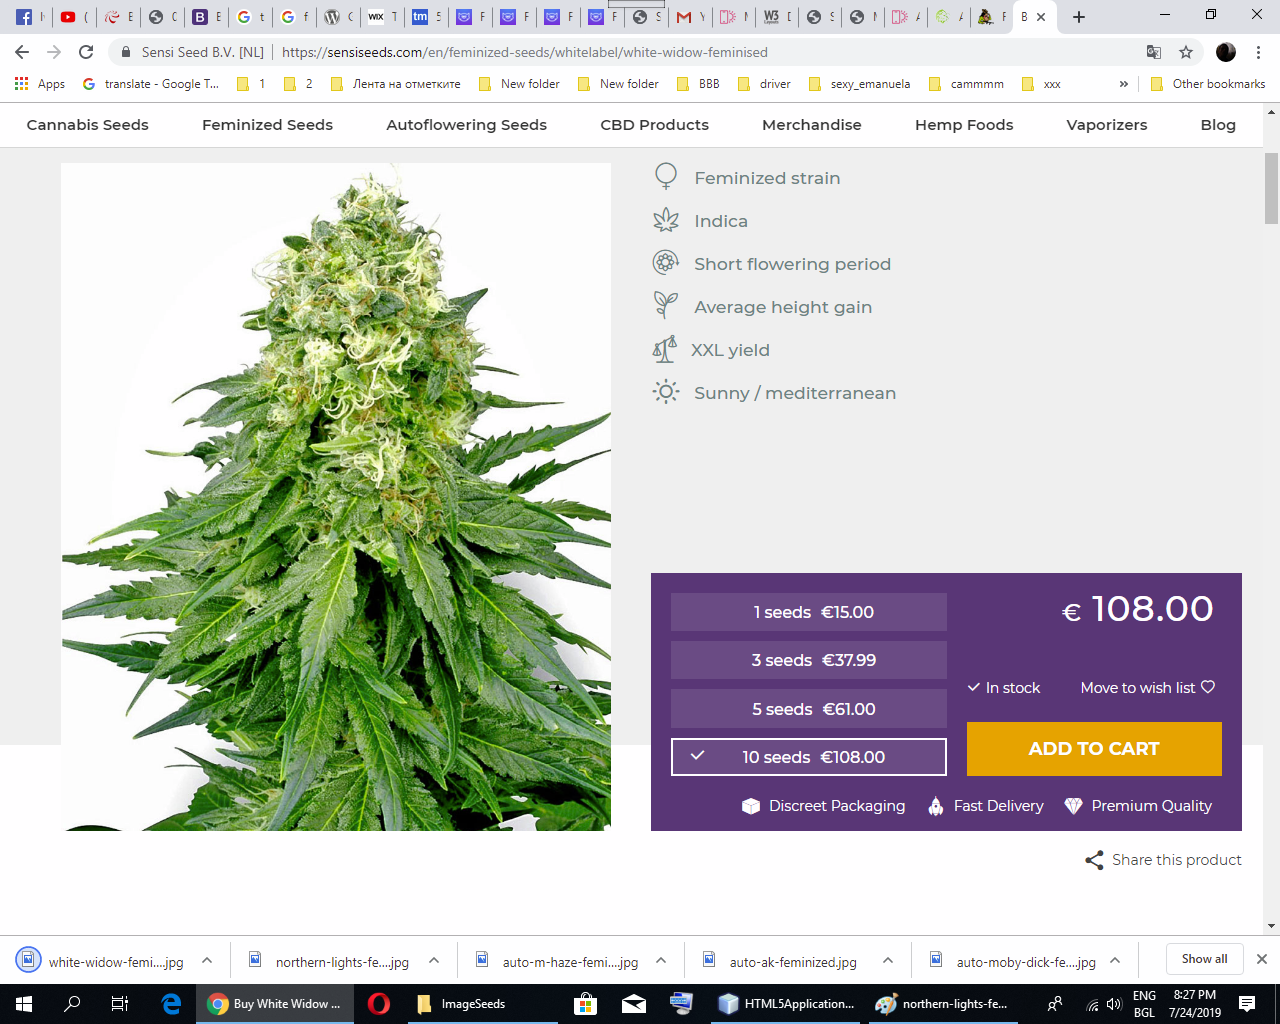 Sensi Seed B.V. [NL] | https://sensiseeds.com/en/feminized-seeds/whitelabel/white-widow-feminised
Apps translate - Google T... 1 2 Лента на отметките New folder New folder BBB driver sexy_emanuela cammmm xxx » Other bookmarks
Cannabis Seeds Feminized Seeds Autoflowering Seeds CBD Products Merchandise Hemp Foods Vaporizers Blog
Feminized strain
Indica
Short flowering period
Average height gain
XXL yield
Sunny / mediterranean
1 seeds €15.00
€ 108.00
3 seeds €37.99
In stock Move to wish list
5 seeds €61.00
ADD TO CART
10 seeds €108.00
Discreet Packaging Fast Delivery Premium Quality
Share this product
white-widow-femi....jpg northern-lights-fe....jpg auto-m-haze-femi....jpg auto-ak-feminized.jpg auto-moby-dick-fe....jpg Show all
Buy White Widow ... ImageSeeds HTML5Application... northern-lights-fe... ENG 8:27 PM
BGL 7/24/2019